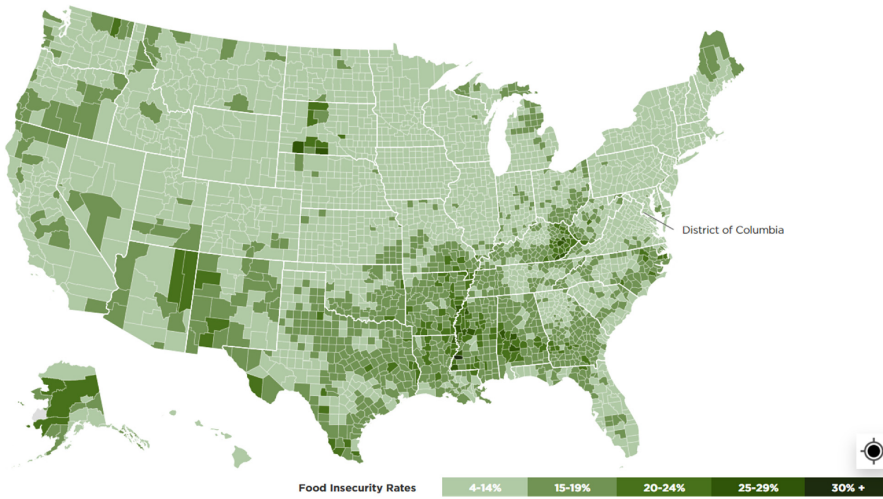 District of Columbia
Food Insecurity Rates 4-14% 15-19% 20-24% 25-29% 30% +